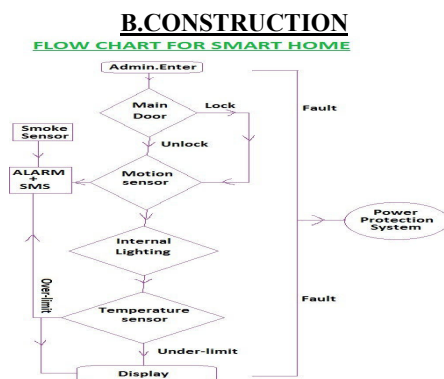 B.CONSTRUCTION
FLOW CHART FOR SMART HOME
Admin.Enter
Main
Door
Lock
Fault
Smoke
Sensor
Unlock
ALARM
+
SMS
Motion
sensor
Power
Protection
System
Internal
Lighting
Over-limit
Temperature
sensor
Fault
Under-limit
Display